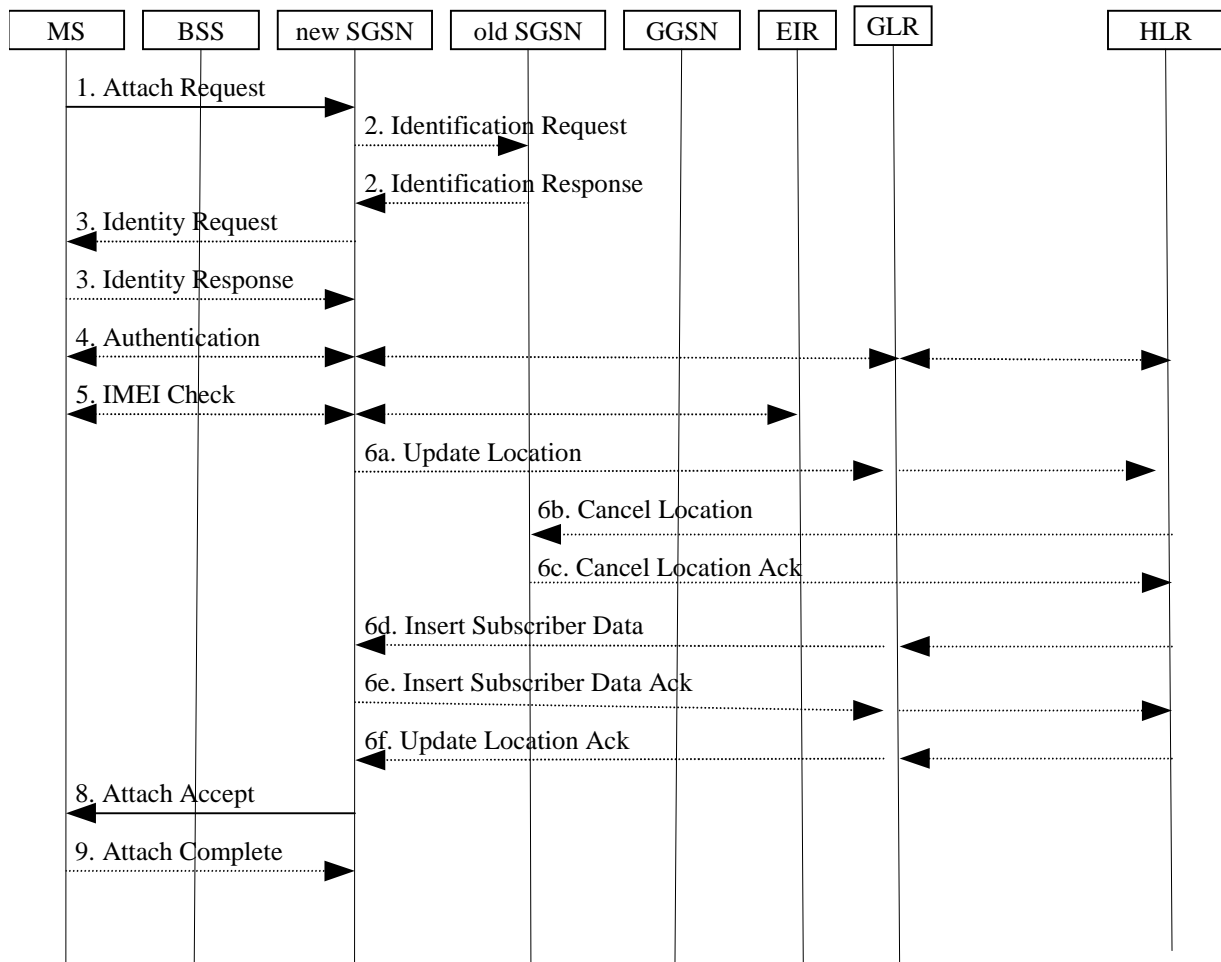 MS
BSS
new SGSN
old SGSN
GGSN
EIR
GLR
HLR
1. Attach Request
2. Identification Request
2. Identification Response
3. Identity Request
3. Identity Response
4. Authentication
5. IMEI Check
6a. Update Location
6b. Cancel Location
6c. Cancel Location Ack
6d. Insert Subscriber Data
6e. Insert Subscriber Data Ack
6f. Update Location Ack
8. Attach Accept
9. Attach Complete